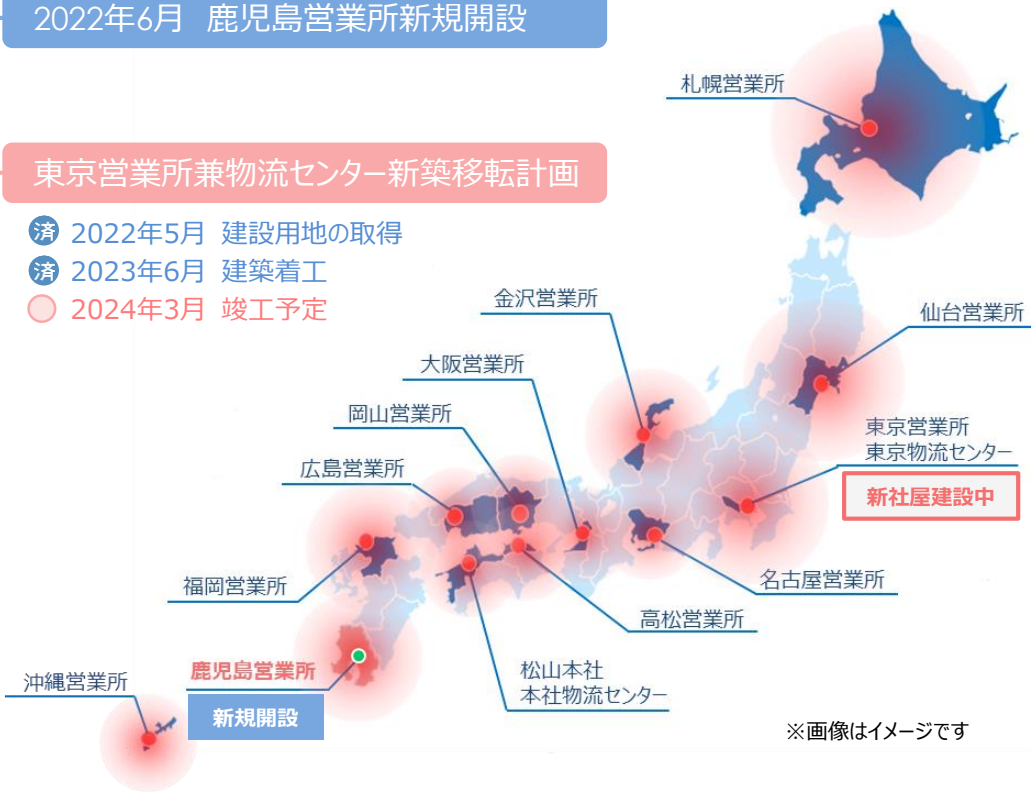 2022年6月 鹿児島営業所新規開設
東京営業所兼物流センター新築移転計画
済 2022年5月 建設用地の取得
済 2023年6月 建築着工
2024年3月 竣工予定
札幌営業所
金沢営業所
仙台営業所
大阪営業所
岡山営業所
東京営業所
東京物流センター
広島営業所
新社屋建設中
福岡営業所
名古屋営業所
高松営業所
鹿児島営業所
松山本社
本社物流センター
沖縄営業所
新規開設
※画像はイメージです